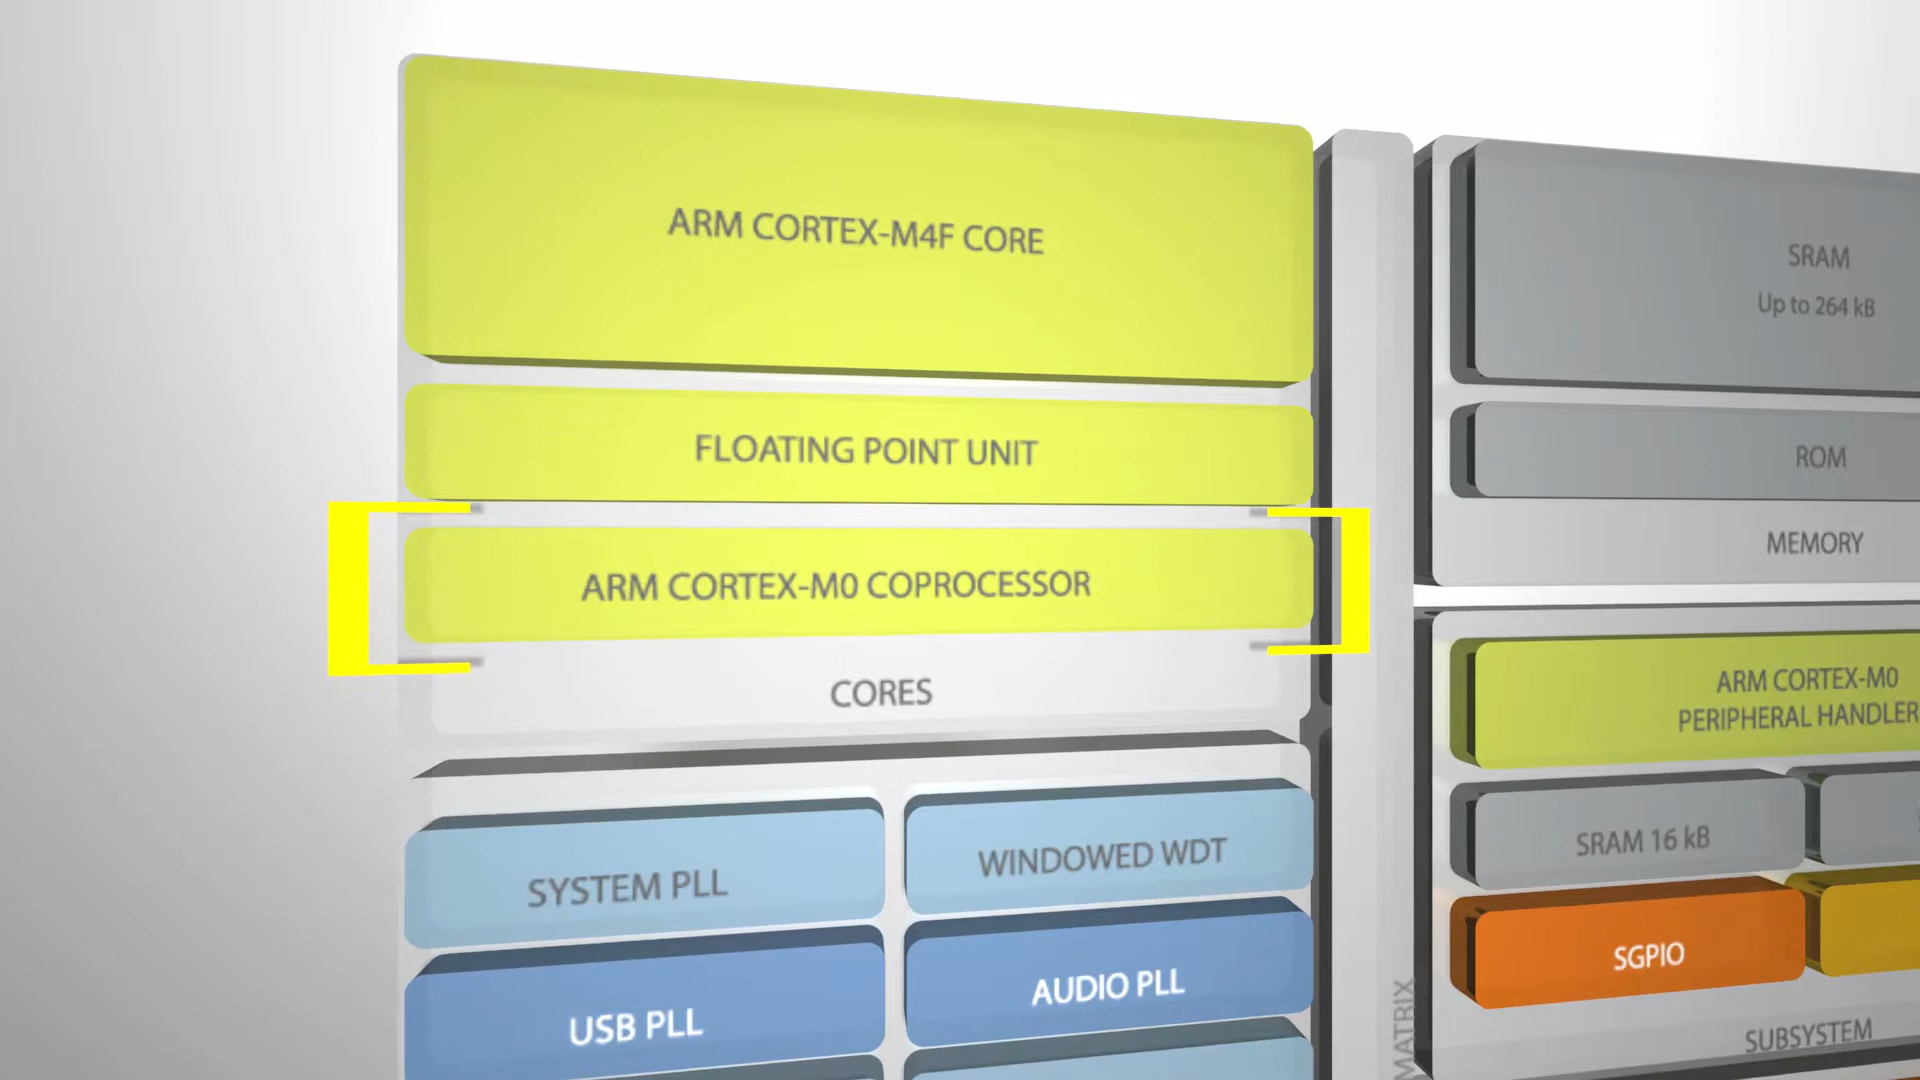 ARM CORTEX-M4F CORE
FLOATING POINT UNIT
ARM CORTEX-M0 COPROCESSOR
CORES
SYSTEM PLL
WINDOWED WDT
USB PLL
AUDIO PLL
MATRIX
SRAM
Up to 264 kB
ROM
MEMORY
ARM CORTEX-M0
PERIPHERAL HANDLER
SRAM 16 kB
SGPIO
SUBSYSTEM